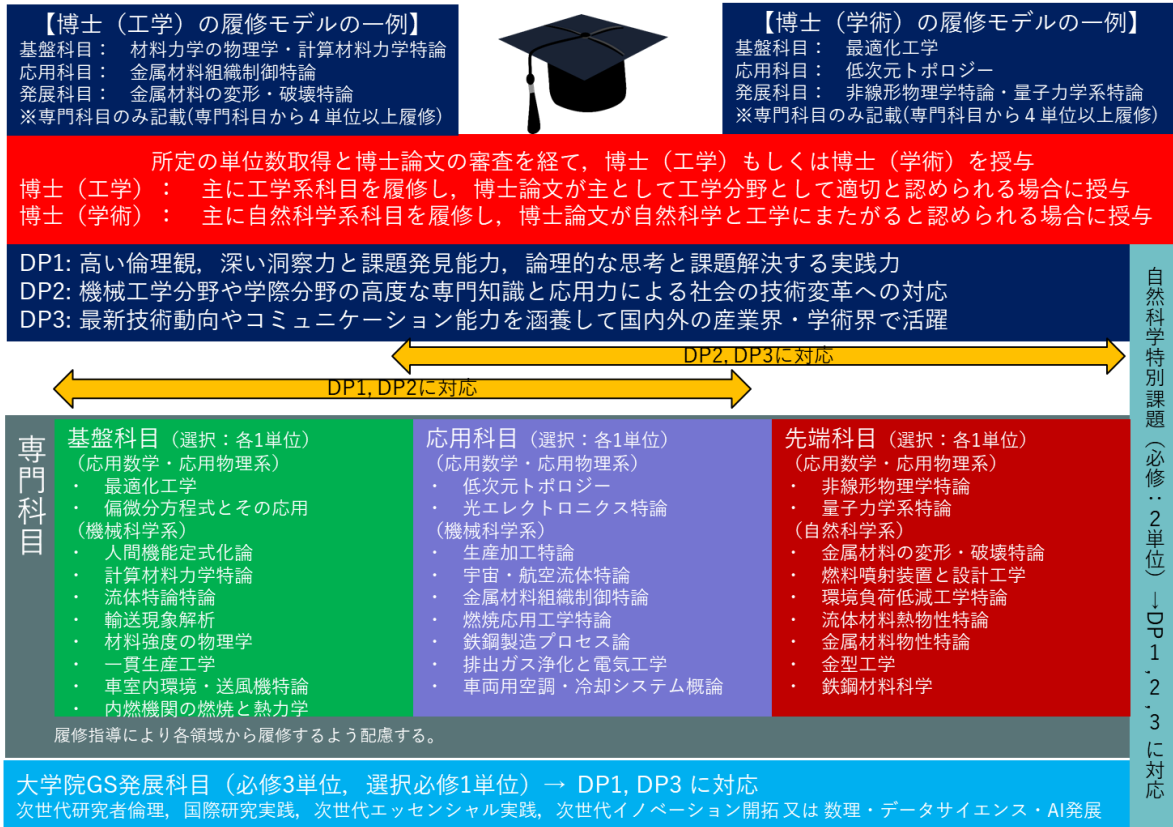 【博士（工学）の履修モデルの一例】
基盤科目： 材料力学の物理学・計算材料力学特論
応用科目： 金属材料組織制御特論
発展科目： 金属材料の変形・破壊特論
※専門科目のみ記載(専門科目から４単位以上履修)
【博士（学術）の履修モデルの一例】
基盤科目： 最適化工学
応用科目： 低次元トポロジー
発展科目： 非線形物理学特論・量子力学系特論
※専門科目のみ記載(専門科目から４単位以上履修)
所定の単位数取得と博士論文の審査を経て，博士（工学）もしくは博士（学術）を授与
博士（工学）： 主に工学系科目を履修し，博士論文が主として工学分野として適切と認められる場合に授与
博士（学術）： 主に自然科学系科目を履修し，博士論文が自然科学と工学にまたがると認められる場合に授与
DP1: 高い倫理観，深い洞察力と課題発見能力，論理的な思考と課題解決する実践力
DP2: 機械工学分野や学際分野の高度な専門知識と応用力による社会の技術変革への対応
DP3: 最新技術動向やコミュニケーション能力を涵養して国内外の産業界・学術界で活躍
DP2, DP3に対応
DP1, DP2に対応
専門科目
基盤科目（選択：各1単位）
（応用数学・応用物理系）
・ 最適化工学
・ 偏微分方程式とその応用
（機械科学系）
・ 人間機能定式化論
・ 計算材料力学特論
・ 流体特論特論
・ 輸送現象解析
・ 材料強度の物理学
・ 一貫生産工学
・ 車室内環境・送風機特論
・ 内燃機関の燃焼と熱力学
応用科目（選択：各1単位）
（応用数学・応用物理系）
・ 低次元トポロジー
・ 光エレクトロニクス特論
（機械科学系）
・ 生産加工特論
・ 宇宙・航空流体特論
・ 金属材料組織制御特論
・ 燃焼応用工学特論
・ 鉄鋼製造プロセス論
・ 排出ガス浄化と電気工学
・ 車両用空調・冷却システム概論
先端科目（選択：各1単位）
（応用数学・応用物理系）
・ 非線形物理学特論
・ 量子力学系特論
（自然科学系）
・ 金属材料の変形・破壊特論
・ 燃料噴射装置と設計工学
・ 環境負荷低減工学特論
・ 流体材料熱物性特論
・ 金属材料物性特論
・ 金型工学
・ 鉄鋼材料科学
履修指導により各領域から履修するよう配慮する。
自然科学特別課題（必修：２単位）→DP１,２,３に対応
大学院GS発展科目（必修3単位，選択必修1単位）→ DP1, DP3 に対応
次世代研究者倫理，国際研究実践，次世代エッセンシャル実践，次世代イノベーション開拓 又は 数理・データサイエンス・AI発展